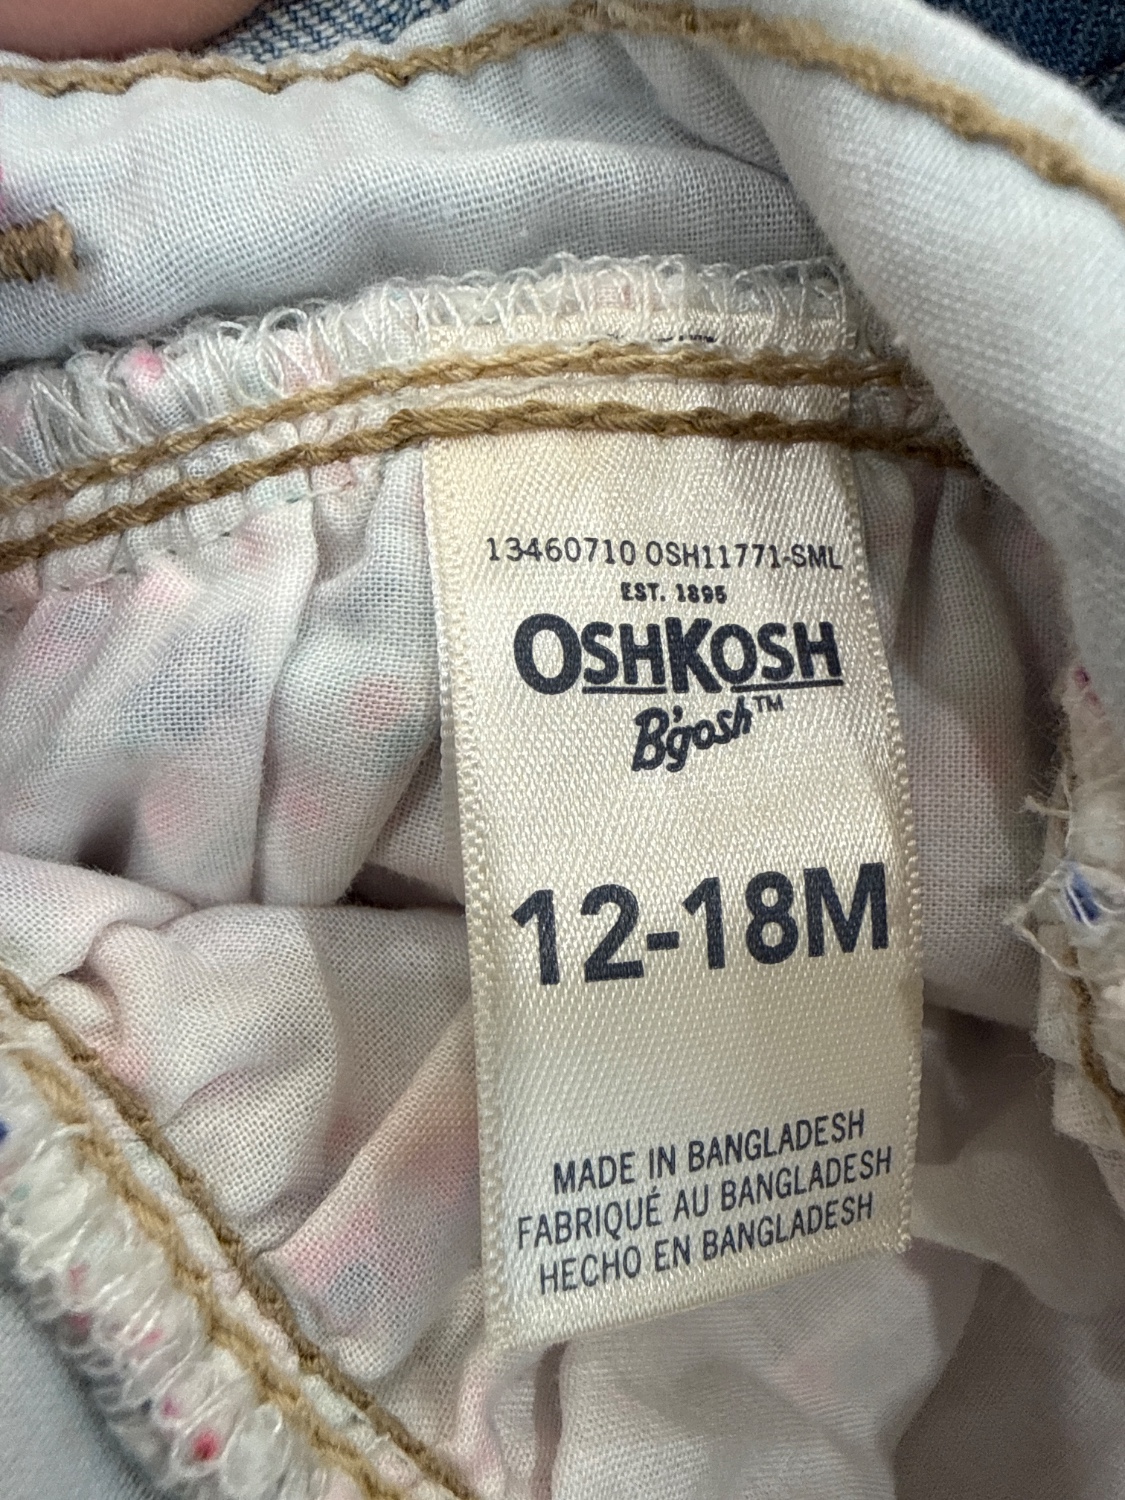 13460710 OSH11771-SML
EST. 1895
OSHKOSH
B'gosh™
12-18M
MADE IN BANGLADESH
FABRIQUÉ AU BANGLADESH
HECHO EN BANGLADESH